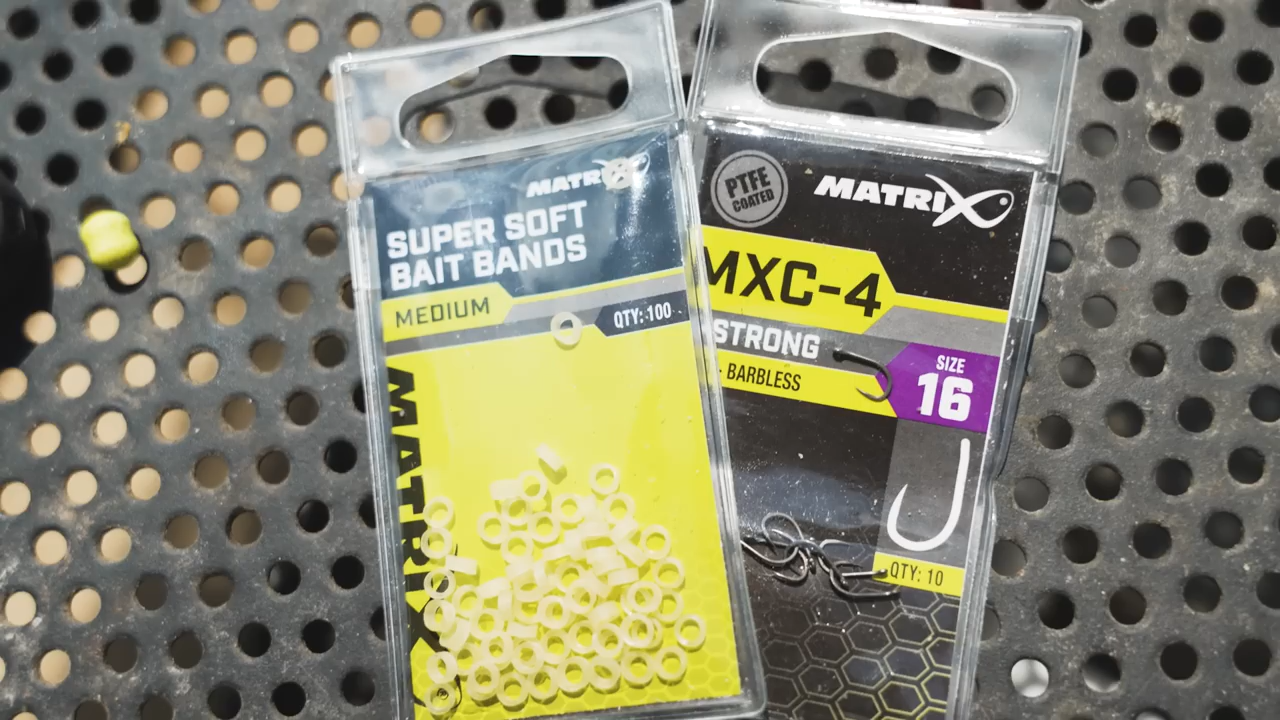 MATRIX
SUPER SOFT
BAIT BANDS
MEDIUM
QTY: 100
MATRIX
PTFE
COATED
MATRIX
MXC-4
STRONG
- BARBLESS
SIZE
16
QTY: 10